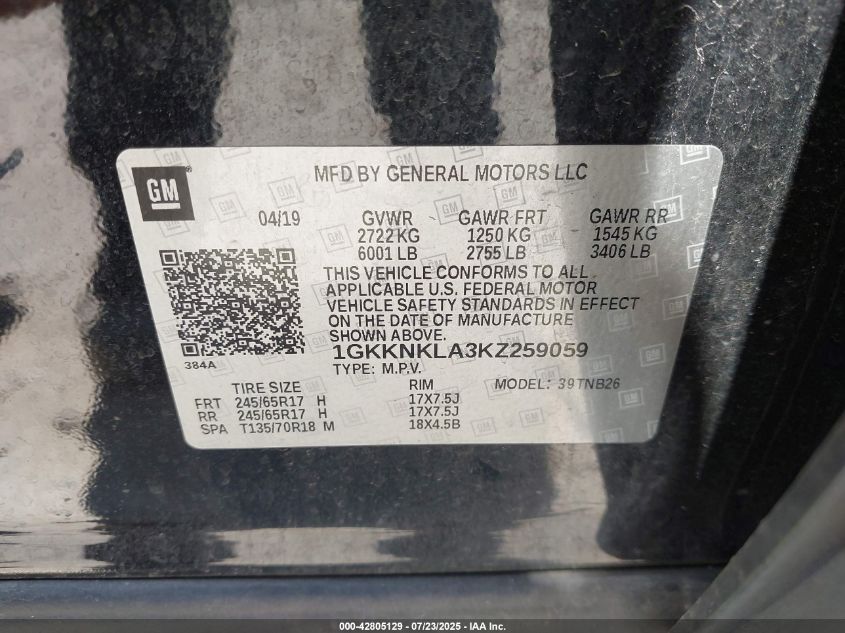 GM
MFD BY GENERAL MOTORS LLC
04/19 GVWR GAWR FRT GAWR RR
2722 KG 1250 KG 1545 KG
6001 LB 2755 LB 3406 LB
THIS VEHICLE CONFORMS TO ALL
APPLICABLE U.S. FEDERAL MOTOR
VEHICLE SAFETY STANDARDS IN EFFECT
ON THE DATE OF MANUFACTURE
SHOWN ABOVE.
384A
1GKKNKLA3KZ259059
TYPE: M.P.V.
TIRE SIZE RIM MODEL: 39TNB26
FRT 245/65R17 H 17X7.5J
RR 245/65R17 H 17X7.5J
SPA T135/70R18 M 18X4.5B
000-42805129 - 07/23/2025 - IAA Inc.